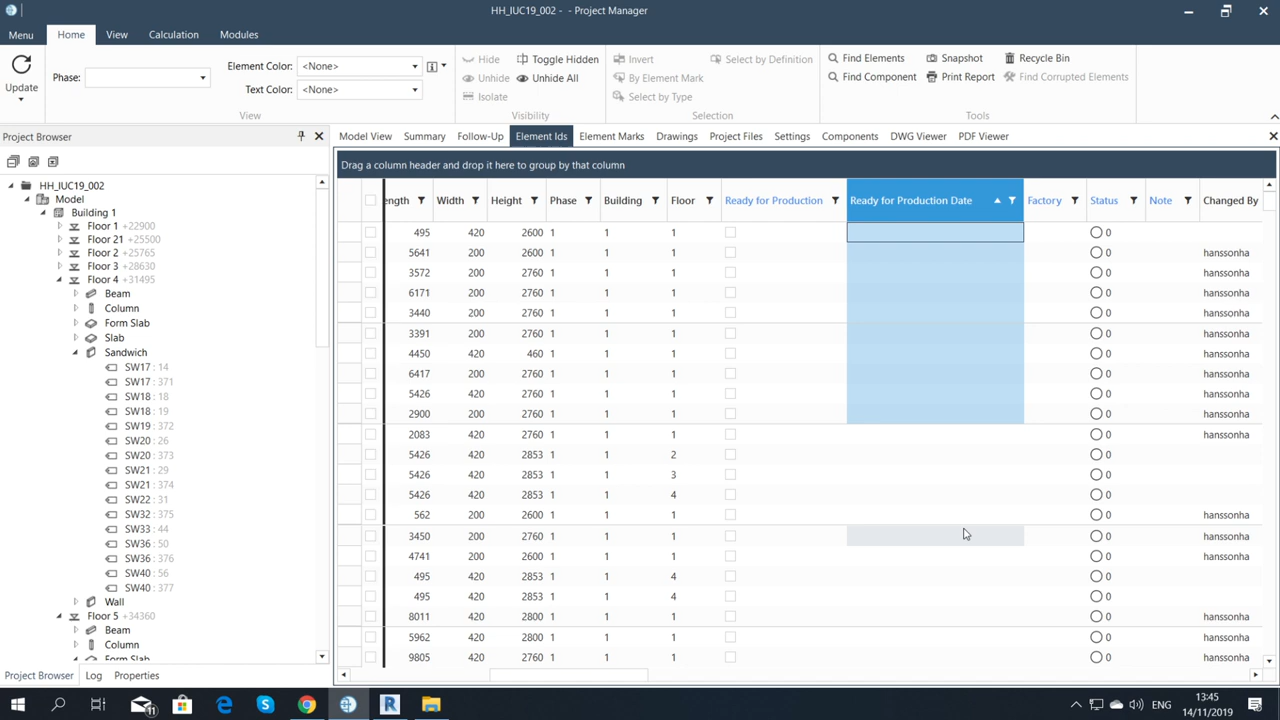 HH_IUC19_002 - - Project Manager
Menu Home View Calculation Modules
Update
Phase:
Element Color: <None>
Text Color: <None>
View
Hide Toggle Hidden
Unhide Unhide All
Isolate
Visibility
Invert Select by Definition
By Element Mark
Select by Type
Selection
Find Elements Snapshot Recycle Bin
Find Component Print Report Find Corrupted Elements
Tools
Project Browser
HH_IUC19_002
Model
Building 1
Floor 1 +22900
Floor 21 +25500
Floor 2 +25765
Floor 3 +28630
Floor 4 +31495
Beam
Column
Form Slab
Slab
Sandwich
SW17 : 14
SW17 : 371
SW18 : 18
SW18 : 19
SW19 : 372
SW20 : 26
SW20 : 373
SW21 : 29
SW21 : 374
SW22 : 31
SW32 : 375
SW33 : 44
SW36 : 50
SW36 : 376
SW40 : 56
SW40 : 377
Wall
Floor 5 +34360
Beam
Column
Form Slab
Project Browser Log Properties
Model View Summary Follow-Up Element Ids Element Marks Drawings Project Files Settings Components DWG Viewer PDF Viewer
Drag a column header and drop it here to group by that column
ength Width Height Phase Building Floor Ready for Production Ready for Production Date Factory Status Note Changed By
495 420 2600 1 1 1 0
5641 200 2600 1 1 1 0 hanssonha
3572 200 2760 1 1 1 0 hanssonha
6171 200 2760 1 1 1 0 hanssonha
3440 200 2760 1 1 1 0 hanssonha
3391 200 2760 1 1 1 0 hanssonha
4450 420 460 1 1 1 0 hanssonha
6417 200 2760 1 1 1 0 hanssonha
5426 420 2760 1 1 1 0 hanssonha
2900 200 2760 1 1 1 0 hanssonha
2083 420 2760 1 1 1 0 hanssonha
5426 420 2853 1 1 2 0
5426 420 2853 1 1 3 0
5426 420 2853 1 1 4 0
562 200 2600 1 1 1 0 hanssonha
3450 200 2760 1 1 1 0 hanssonha
4741 200 2600 1 1 1 0 hanssonha
495 420 2853 1 1 4 0
495 420 2853 1 1 4 0
8011 420 2800 1 1 1 0 hanssonha
5962 420 2800 1 1 1 0 hanssonha
9805 420 2760 1 1 1 0 hanssonha
11
ENG
13:45
14/11/2019